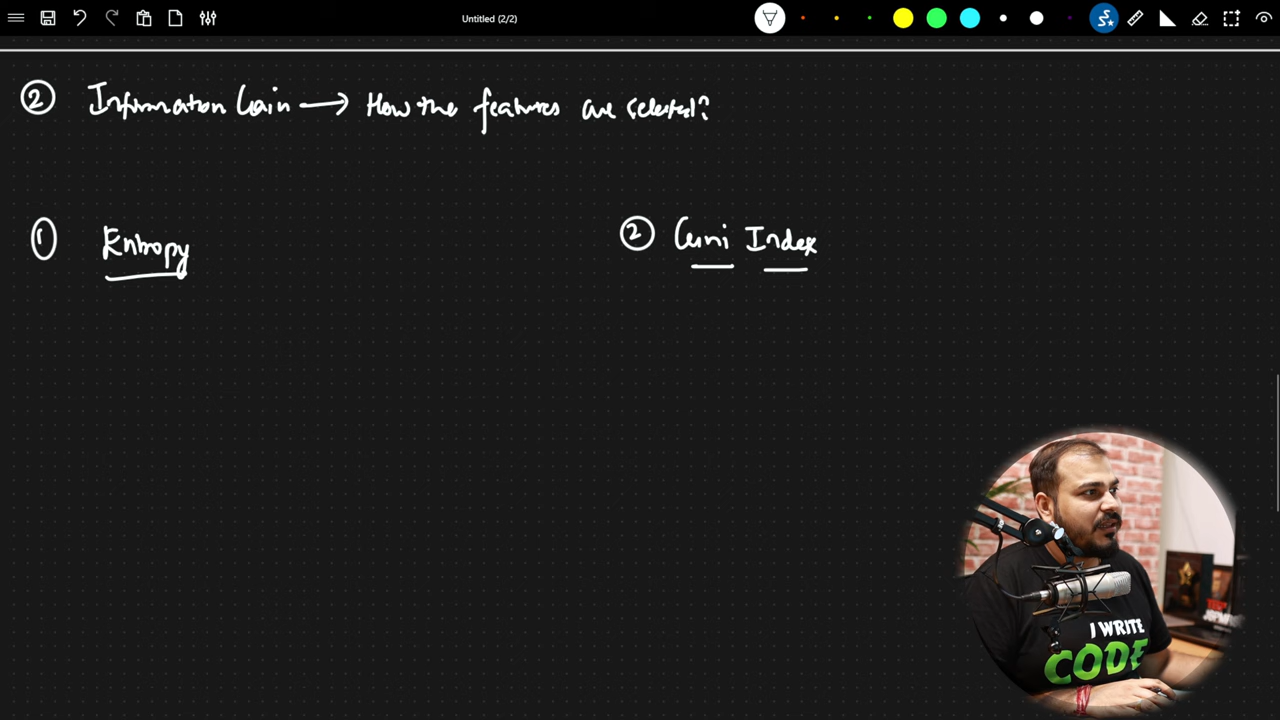 Untitled (2/2)
② Information Gain → How the features are selected?
① Entropy
② Gini Index
I WRITE
CODE